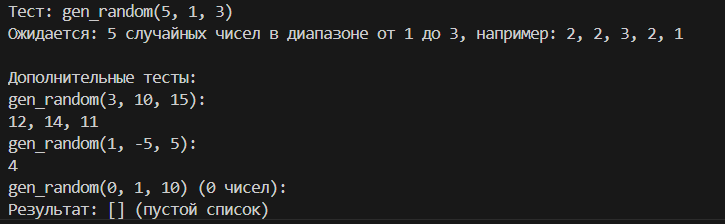 Тест: gen_random(5, 1, 3)
Ожидается: 5 случайных чисел в диапазоне от 1 до 3, например: 2, 2, 3, 2, 1
Дополнительные тесты:
gen_random(3, 10, 15):
12, 14, 11
gen_random(1, -5, 5):
4
gen_random(0, 1, 10) (0 чисел):
Результат: [] (пустой список)